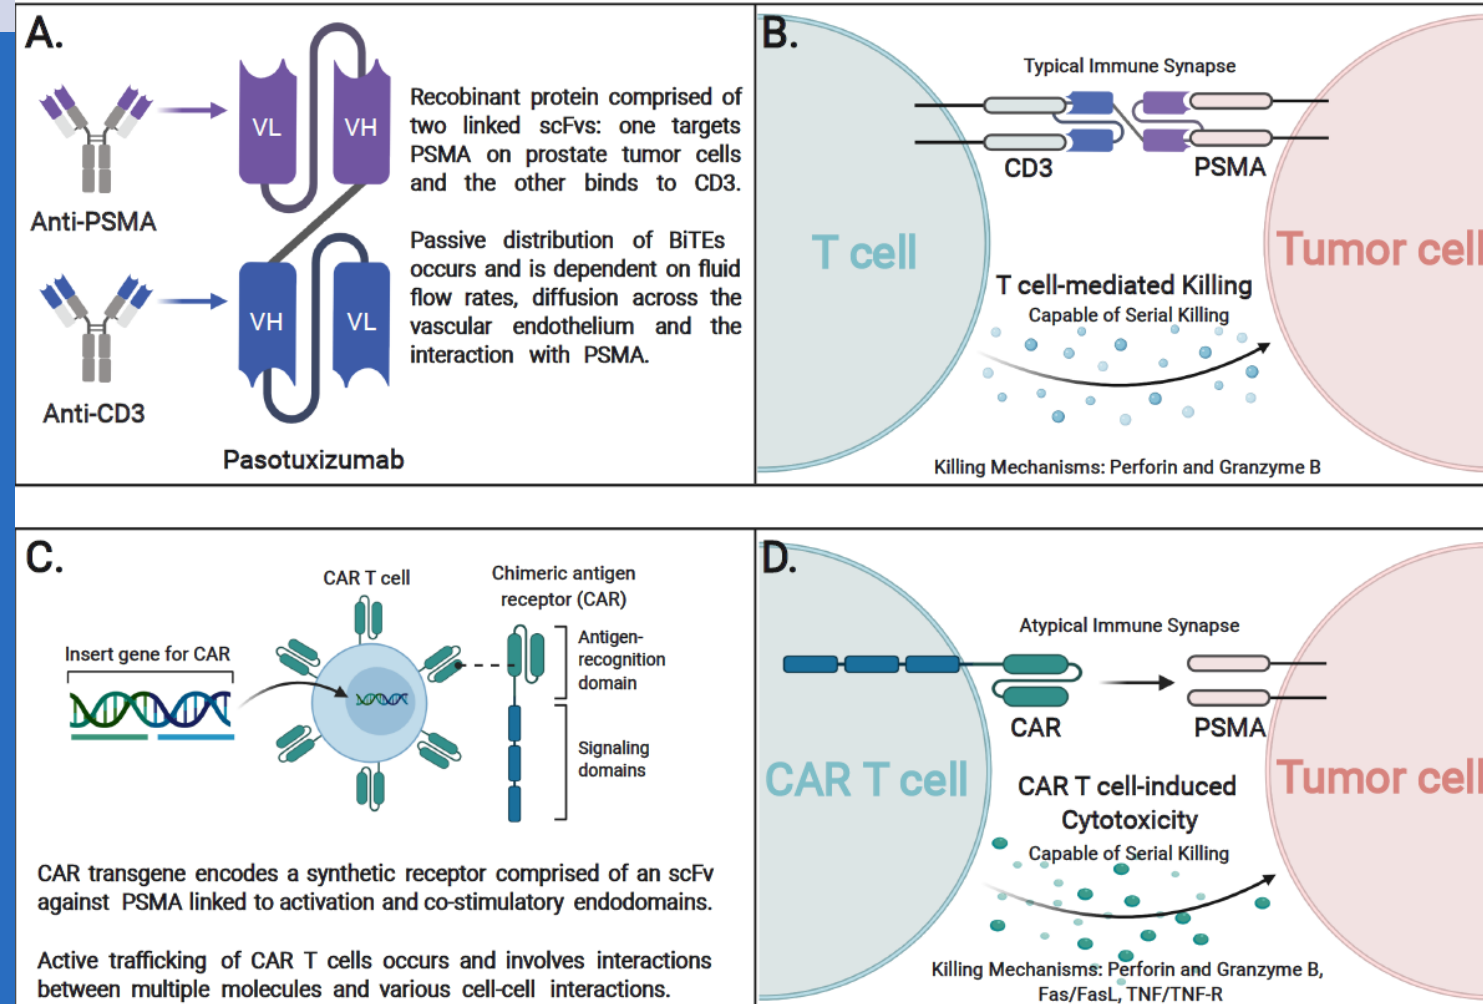 A.
Anti-PSMA
Anti-CD3
VL
VH
VH
VL
Pasotuxizumab
Recobinant protein comprised of
two linked scFvs: one targets
PSMA on prostate tumor cells
and the other binds to CD3.
Passive distribution of BiTEs
occurs and is dependent on fluid
flow rates, diffusion across the
vascular endothelium and the
interaction with PSMA.
B.
Typical Immune Synapse
CD3
PSMA
T cell
Tumor cell
T cell-mediated Killing
Capable of Serial Killing
Killing Mechanisms: Perforin and Granzyme B
C.
Insert gene for CAR
CAR T cell
Chimeric antigen
receptor (CAR)
Antigen-
recognition
domain
Signaling
domains
CAR transgene encodes a synthetic receptor comprised of an scFv
against PSMA linked to activation and co-stimulatory endodomains.
Active trafficking of CAR T cells occurs and involves interactions
between multiple molecules and various cell-cell interactions.
D.
Atypical Immune Synapse
CAR
PSMA
CAR T cell
Tumor cell
CAR T cell-induced
Cytotoxicity
Capable of Serial Killing
Killing Mechanisms: Perforin and Granzyme B,
Fas/FasL, TNF/TNF-R